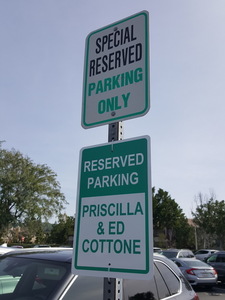 SPECIAL
RESERVED
PARKING
ONLY
RESERVED
PARKING
PRISCILLA
& ED
COTTONE